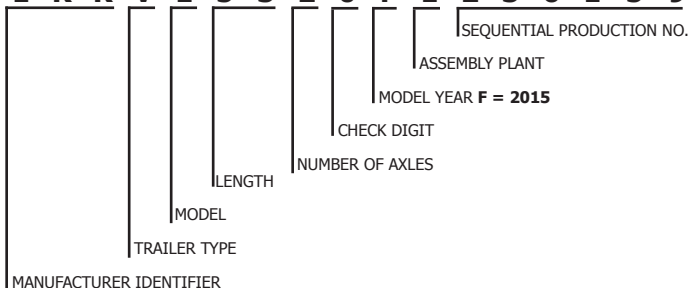 SEQUENTIAL PRODUCTION NO.
ASSEMBLY PLANT
MODEL YEAR F = 2015
CHECK DIGIT
NUMBER OF AXLES
LENGTH
MODEL
TRAILER TYPE
MANUFACTURER IDENTIFIER